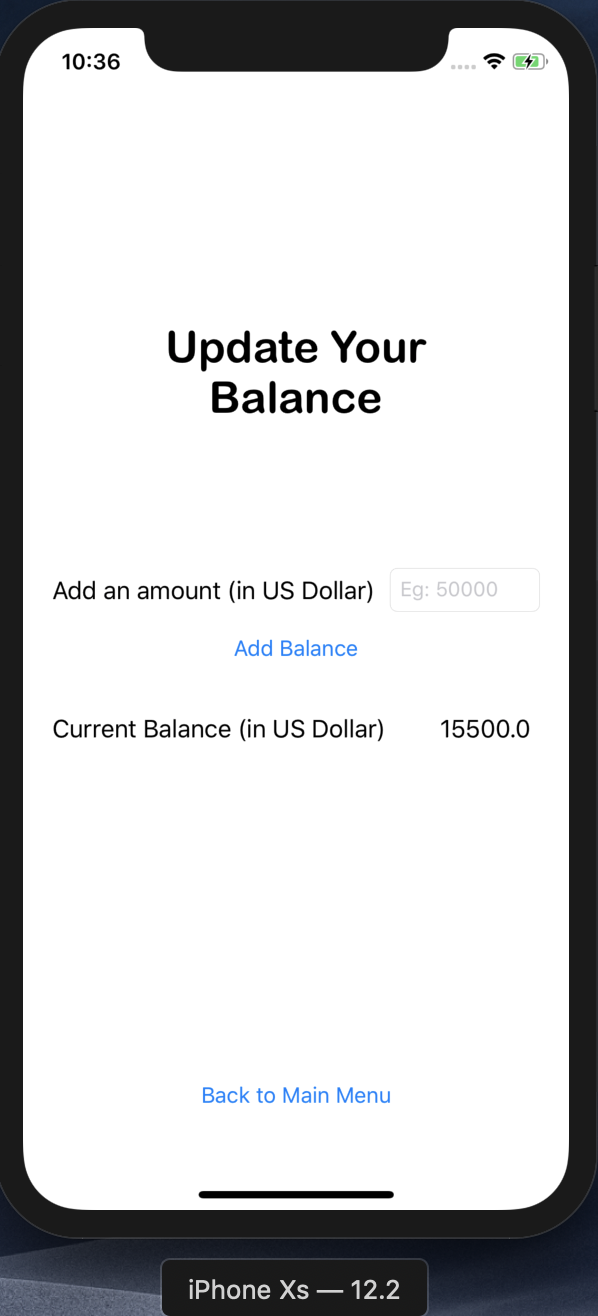 10:36
Update Your
Balance
Add an amount (in US Dollar) Eg: 50000
Add Balance
Current Balance (in US Dollar) 15500.0
Back to Main Menu
iPhone Xs — 12.2